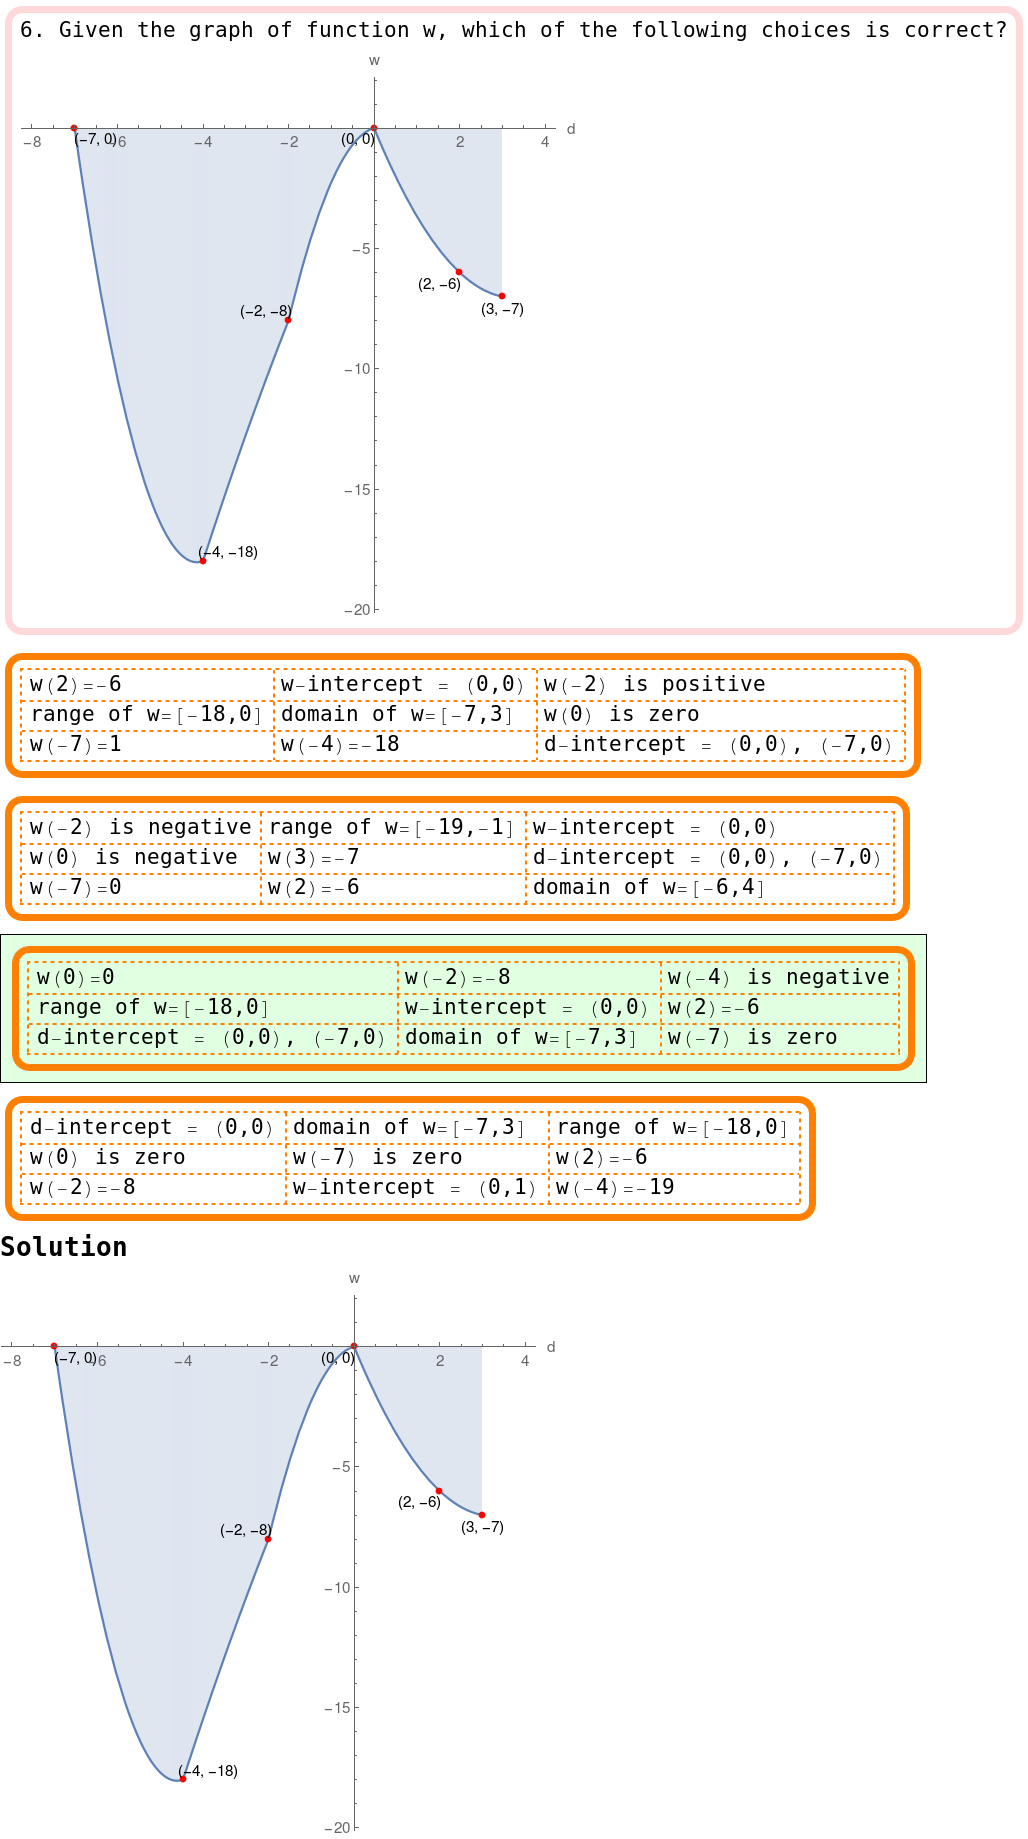 6. Given the graph of function w, which of the following choices is correct?
w
(−7, 0)
(0, 0)
−8 −6 −4 −2 2 4 d
−5
(2, −6)
(−2, −8)
(3, −7)
−10
−15
(−4, −18)
−20
w(2)=-6 w-intercept = (0,0) w(-2) is positive
range of w=[-18,0] domain of w=[-7,3] w(0) is zero
w(-7)=1 w(-4)=-18 d-intercept = (0,0), (-7,0)
w(-2) is negative range of w=[-19,-1] w-intercept = (0,0)
w(0) is negative w(3)=-7 d-intercept = (0,0), (-7,0)
w(-7)=0 w(2)=-6 domain of w=[-6,4]
w(0)=0 w(-2)=-8 w(-4) is negative
range of w=[-18,0] w-intercept = (0,0) w(2)=-6
d-intercept = (0,0), (-7,0) domain of w=[-7,3] w(-7) is zero
d-intercept = (0,0) domain of w=[-7,3] range of w=[-18,0]
w(0) is zero w(-7) is zero w(2)=-6
w(-2)=-8 w-intercept = (0,1) w(-4)=-19
Solution
w
(−7, 0)
(0, 0)
−8 −6 −4 −2 2 4 d
−5
(2, −6)
(−2, −8)
(3, −7)
−10
−15
(−4, −18)
−20